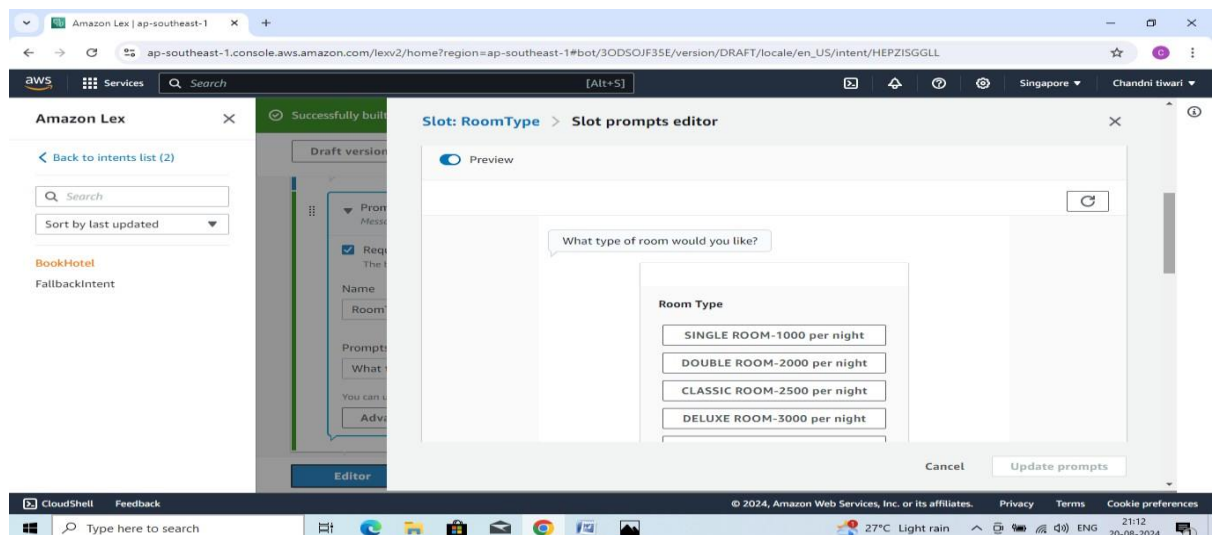 Amazon Lex | ap-southeast-1
ap-southeast-1.console.aws.amazon.com/lexv2/home?region=ap-southeast-1#bot/3ODSOJF35E/version/DRAFT/locale/en_US/intent/HEPZISGGLL
aws Services Search [Alt+S] Singapore Chandni tiwari
Amazon Lex
Back to intents list (2)
Search
Sort by last updated
BookHotel
FallbackIntent
Successfully built
Draft version
Name
Prompts
What
You can u
Editor
Slot: RoomType > Slot prompts editor
Preview
What type of room would you like?
Room Type
SINGLE ROOM-1000 per night
DOUBLE ROOM-2000 per night
CLASSIC ROOM-2500 per night
DELUXE ROOM-3000 per night
Cancel Update prompts
CloudShell Feedback © 2024, Amazon Web Services, Inc. or its affiliates. Privacy Terms Cookie preferences
Type here to search 27°C Light rain ENG 21:12
20-08-2024